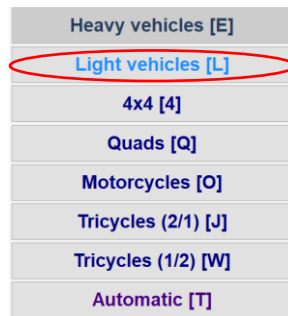 Heavy vehicles [E]
Light vehicles [L]
4x4 [4]
Quads [Q]
Motorcycles [O]
Tricycles (2/1) [J]
Tricycles (1/2) [W]
Automatic [T]